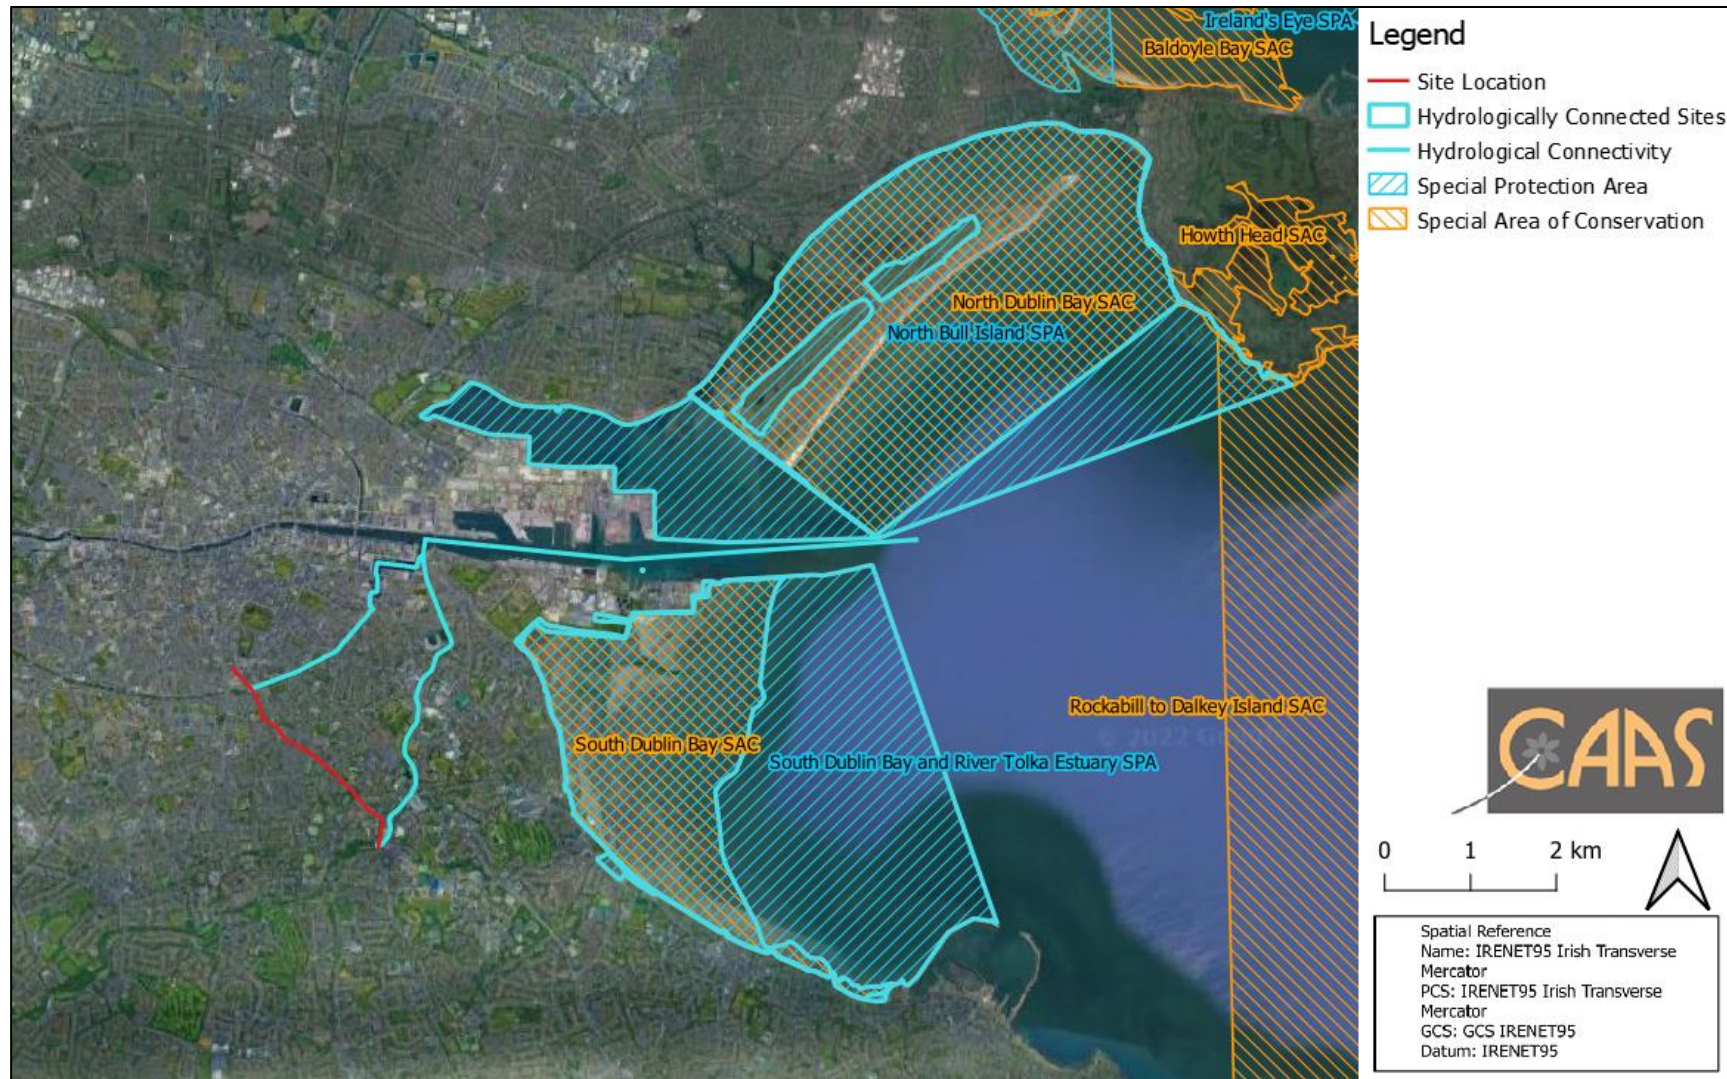 Ireland's Eye SPA
Baldoyle Bay SAC
Howth Head SAC
North Dublin Bay SAC
North Bull Island SPA
Rockabill to Dalkey Island SAC
South Dublin Bay SAC
South Dublin Bay and River Tolka Estuary SPA
© 2022
Legend
Site Location
Hydrologically Connected Sites
Hydrological Connectivity
Special Protection Area
Special Area of Conservation
CAAS
0 1 2 km
Spatial Reference
Name: IRENET95 Irish Transverse
Mercator
PCS: IRENET95 Irish Transverse
Mercator
GCS: GCS IRENET95
Datum: IRENET95